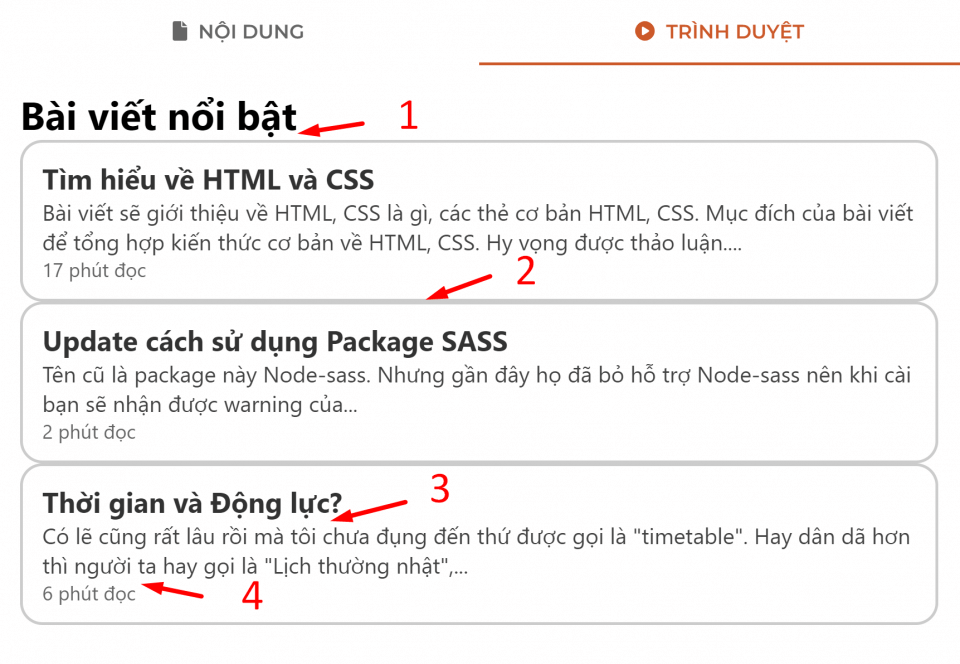 NỘI DUNG
TRÌNH DUYỆT
Bài viết nổi bật
1
Tìm hiểu về HTML và CSS
Bài viết sẽ giới thiệu về HTML, CSS là gì, các thẻ cơ bản HTML, CSS. Mục đích của bài viết
để tổng hợp kiến thức cơ bản về HTML, CSS. Hy vọng được thảo luận....
17 phút đọc
2
Update cách sử dụng Package SASS
Tên cũ là package này Node-sass. Nhưng gần đây họ đã bỏ hỗ trợ Node-sass nên khi cài
bạn sẽ nhận được warning của...
2 phút đọc
Thời gian và Động lực?
3
Có lẽ cũng rất lâu rồi mà tôi chưa đụng đến thứ được gọi là "timetable". Hay dân dã hơn
thì người ta hay gọi là "Lịch thường nhật",...
6 phút đọc
4